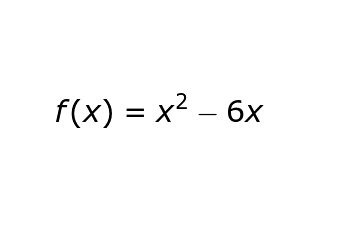 f(x) = x² − 6x